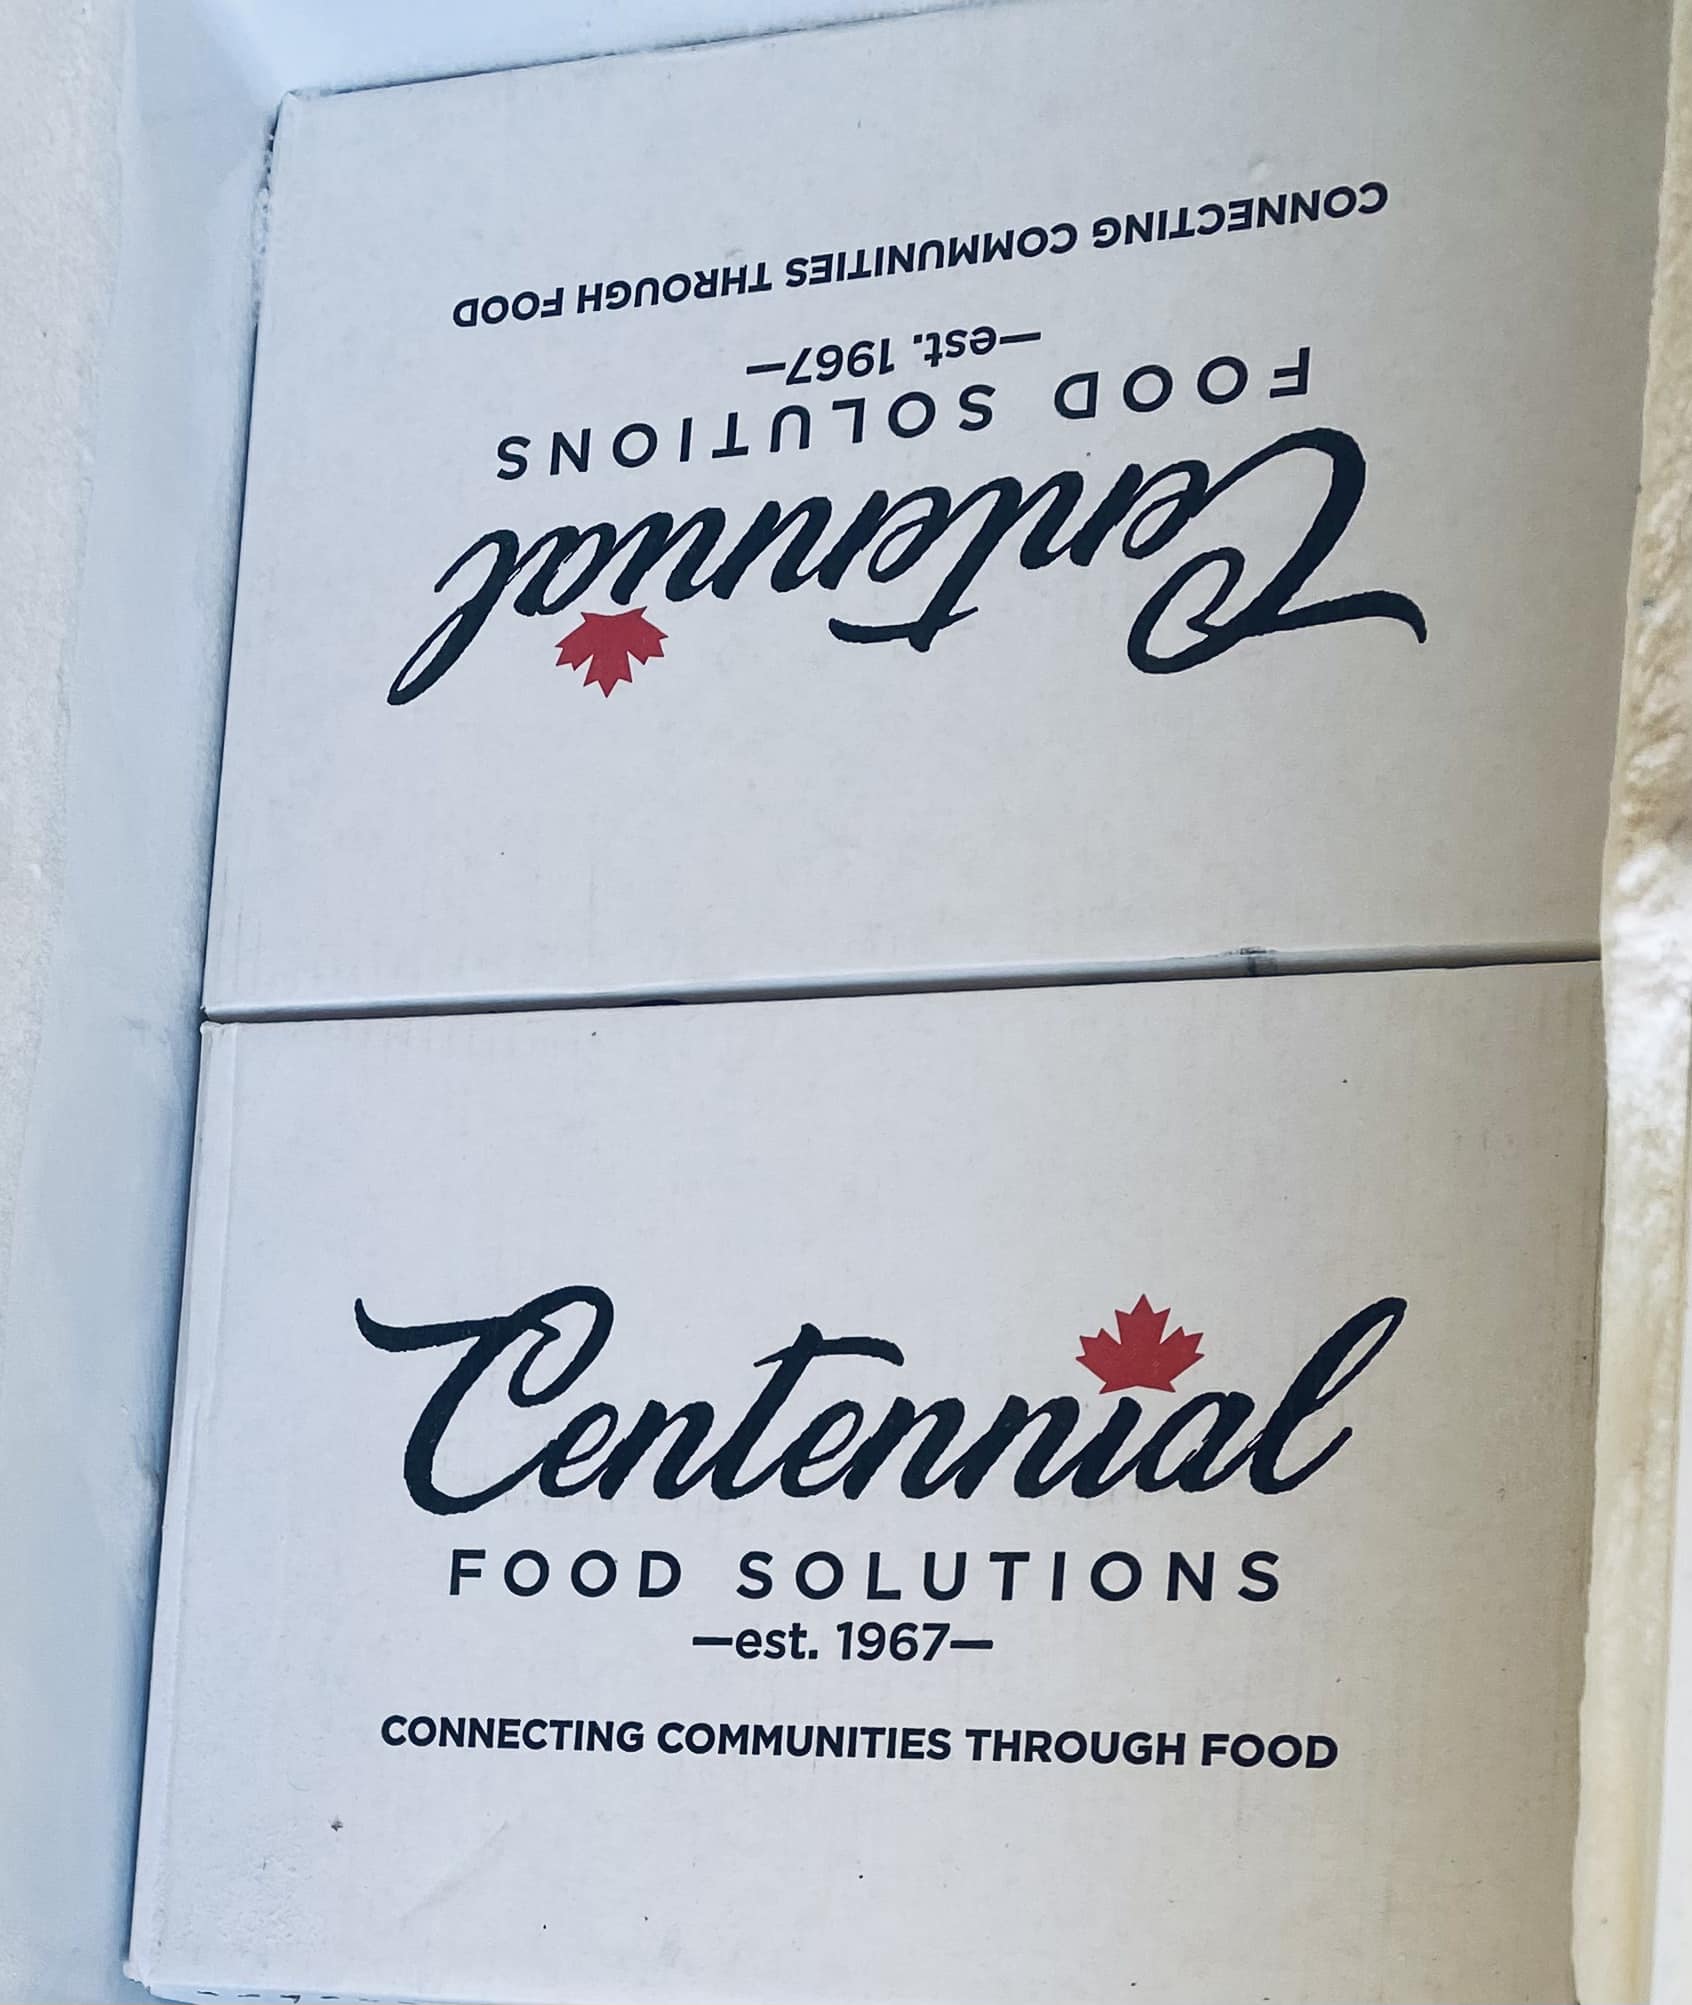 CONNECTING COMMUNITIES THROUGH FOOD
—est. 1967—
FOOD SOLUTIONS
Centennial
Centennial
FOOD SOLUTIONS
—est. 1967—
CONNECTING COMMUNITIES THROUGH FOOD